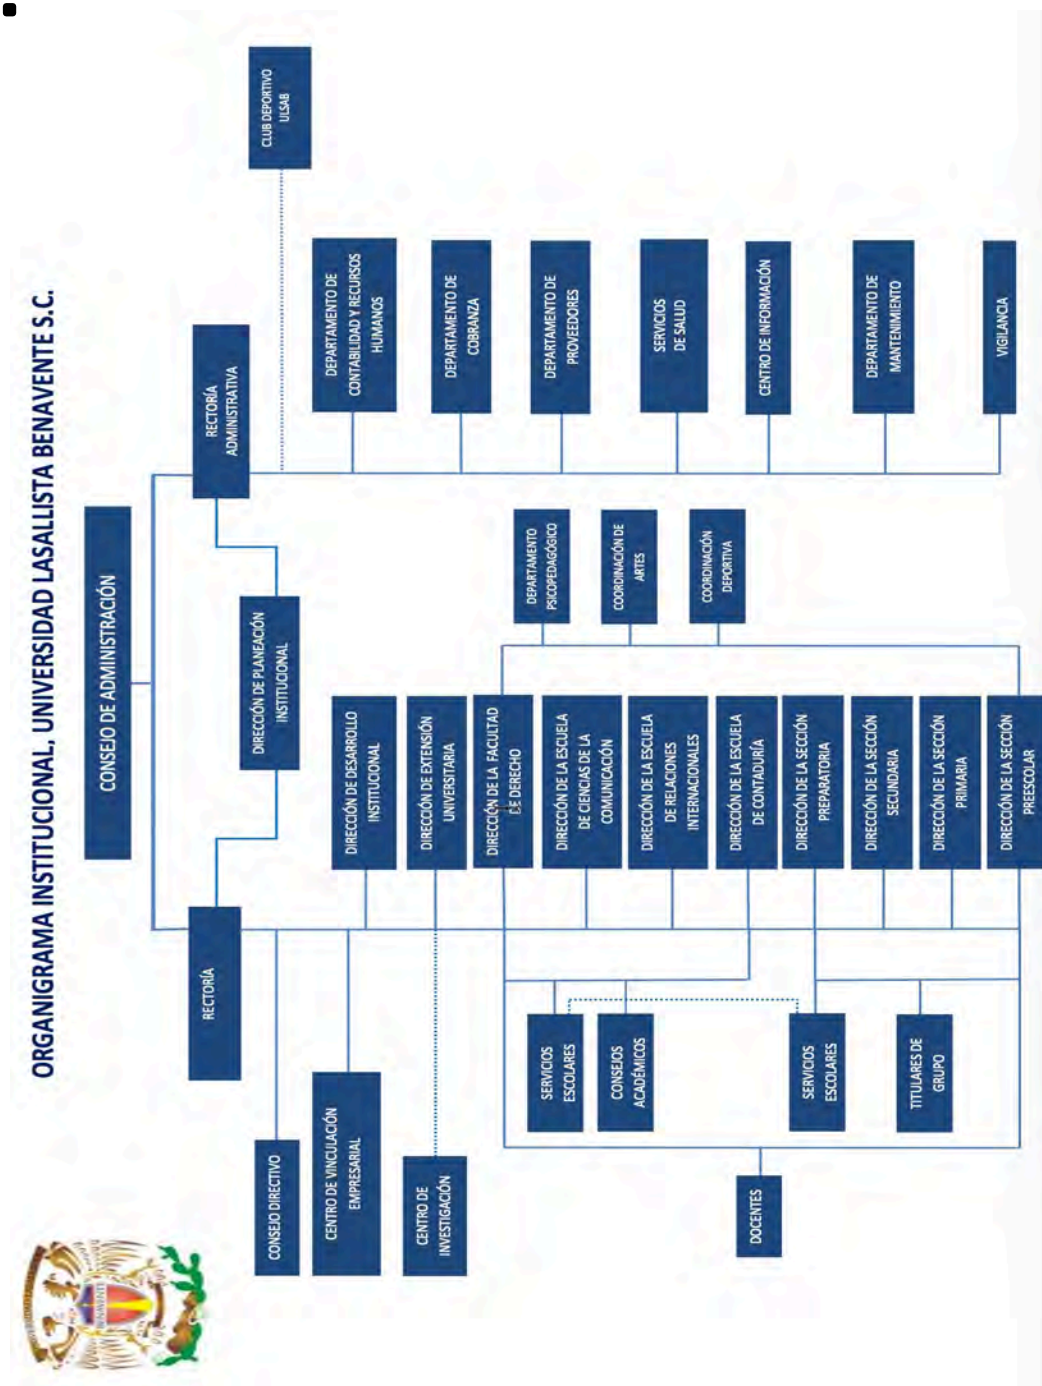 ORGANIGRAMA INSTITUCIONAL, UNIVERSIDAD LASALLISTA BENAVENTE S.C.
CONSEJO DE ADMINISTRACIÓN
RECTORÍA
RECTORÍA
ADMINISTRATIVA
DIRECCIÓN DE PLANEACIÓN
INSTITUCIONAL
CLUB DEPORTIVO
ULSAB
CONSEJO DIRECTIVO
CENTRO DE VINCULACIÓN
EMPRESARIAL
CENTRO DE
INVESTIGACIÓN
DIRECCIÓN DE DESARROLLO
INSTITUCIONAL
DIRECCIÓN DE EXTENSIÓN
UNIVERSITARIA
DIRECCIÓN DE LA FACULTAD
DE DERECHO
DIRECCIÓN DE LA ESCUELA
DE CIENCIAS DE LA
COMUNICACIÓN
DIRECCIÓN DE LA ESCUELA
DE RELACIONES
INTERNACIONALES
DIRECCIÓN DE LA ESCUELA
DE CONTADURÍA
DIRECCIÓN DE LA SECCIÓN
PREPARATORIA
DIRECCIÓN DE LA SECCIÓN
SECUNDARIA
DIRECCIÓN DE LA SECCIÓN
PRIMARIA
DIRECCIÓN DE LA SECCIÓN
PREESCOLAR
DEPARTAMENTO
PSICOPEDAGÓGICO
COORDINACIÓN DE
ARTES
COORDINACIÓN
DEPORTIVA
DEPARTAMENTO DE
CONTABILIDAD Y RECURSOS
HUMANOS
DEPARTAMENTO DE
COBRANZA
DEPARTAMENTO DE
PROVEEDORES
SERVICIOS
DE SALUD
CENTRO DE INFORMACIÓN
DEPARTAMENTO DE
MANTENIMIENTO
VIGILANCIA
SERVICIOS
ESCOLARES
CONSEJOS
ACADÉMICOS
SERVICIOS
ESCOLARES
TITULARES DE
GRUPO
DOCENTES
BENAVENTE